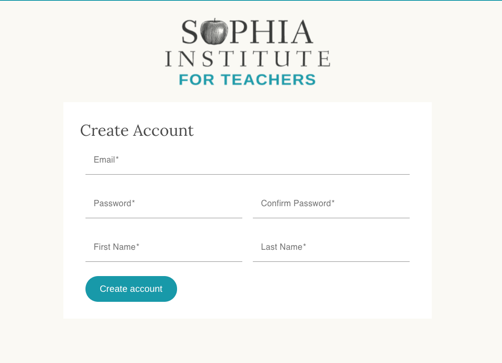 SOPHIA
INSTITUTE
FOR TEACHERS
Create Account
Email*
Password* Confirm Password*
First Name* Last Name*
Create account